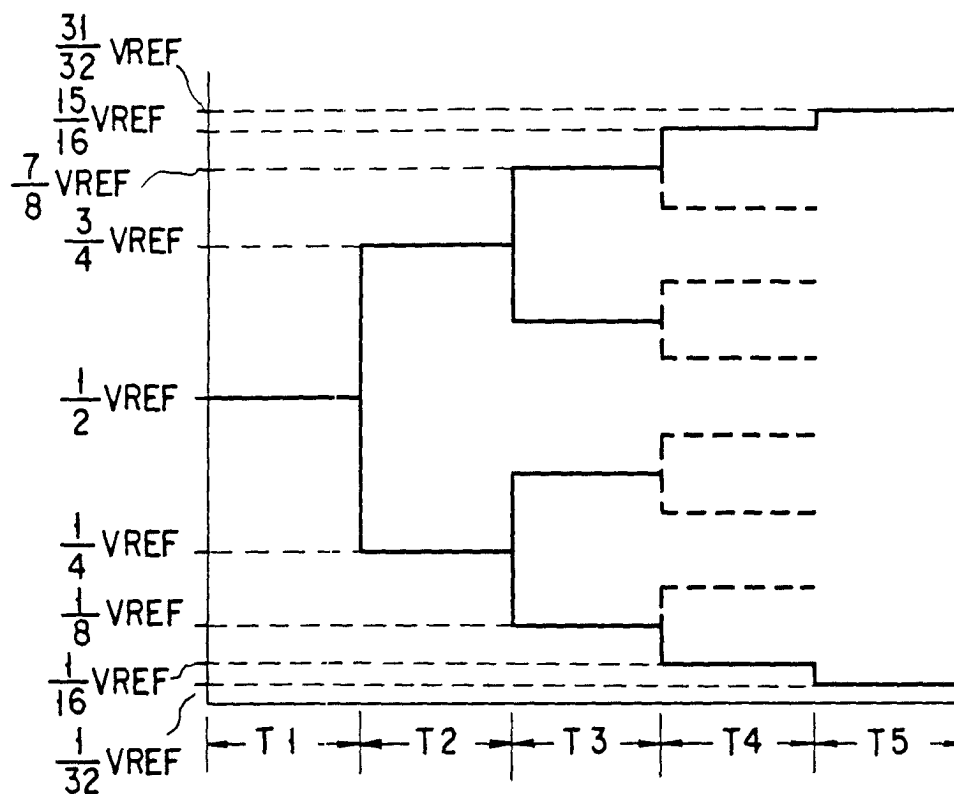 31/32 VREF
15/16 VREF
7/8 VREF
3/4 VREF
1/2 VREF
1/4 VREF
1/8 VREF
1/16 VREF
1/32 VREF
T1 T2 T3 T4 T5